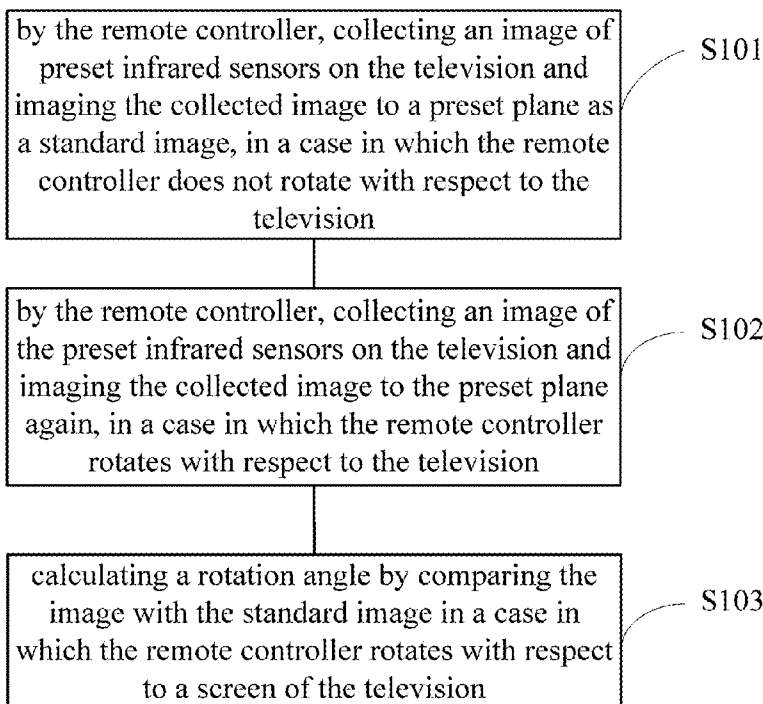 by the remote controller, collecting an image of
preset infrared sensors on the television and
imaging the collected image to a preset plane as
a standard image, in a case in which the remote
controller does not rotate with respect to the
television
S101
by the remote controller, collecting an image of
the preset infrared sensors on the television and
imaging the collected image to the preset plane
again, in a case in which the remote controller
rotates with respect to the television
S102
calculating a rotation angle by comparing the
image with the standard image in a case in
which the remote controller rotates with respect
to a screen of the television
S103